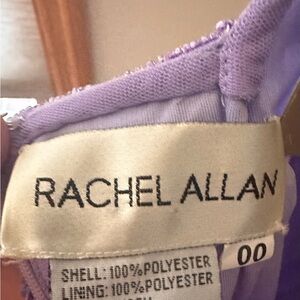 RACHEL ALLAN
00
SHELL: 100% POLYESTER
LINING: 100% POLYESTER